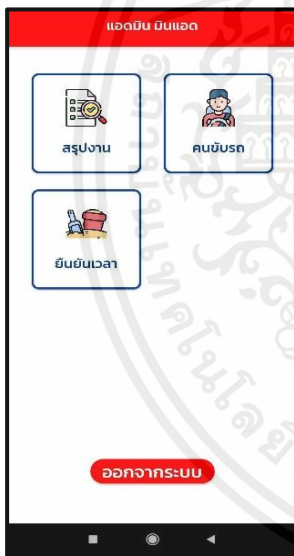 แอดมิน มินแอด
สรุปงาน
คนขับรถ
ยืนยันเวลา
ออกจากระบบ